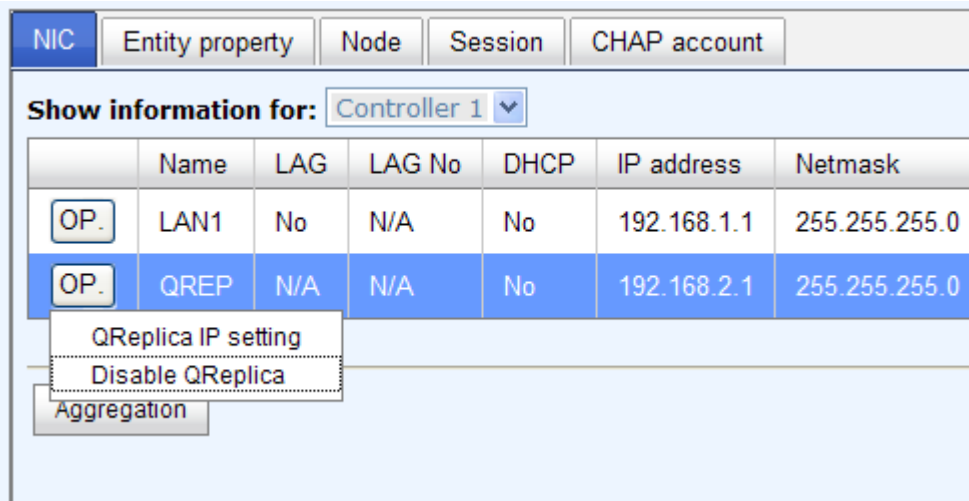 NIC Entity property Node Session CHAP account
Show information for: Controller 1
Name LAG LAG No DHCP IP address Netmask
OP. LAN1 No N/A No 192.168.1.1 255.255.255.0
OP. QREP N/A N/A No 192.168.2.1 255.255.255.0
QReplica IP setting
Disable QReplica
Aggregation